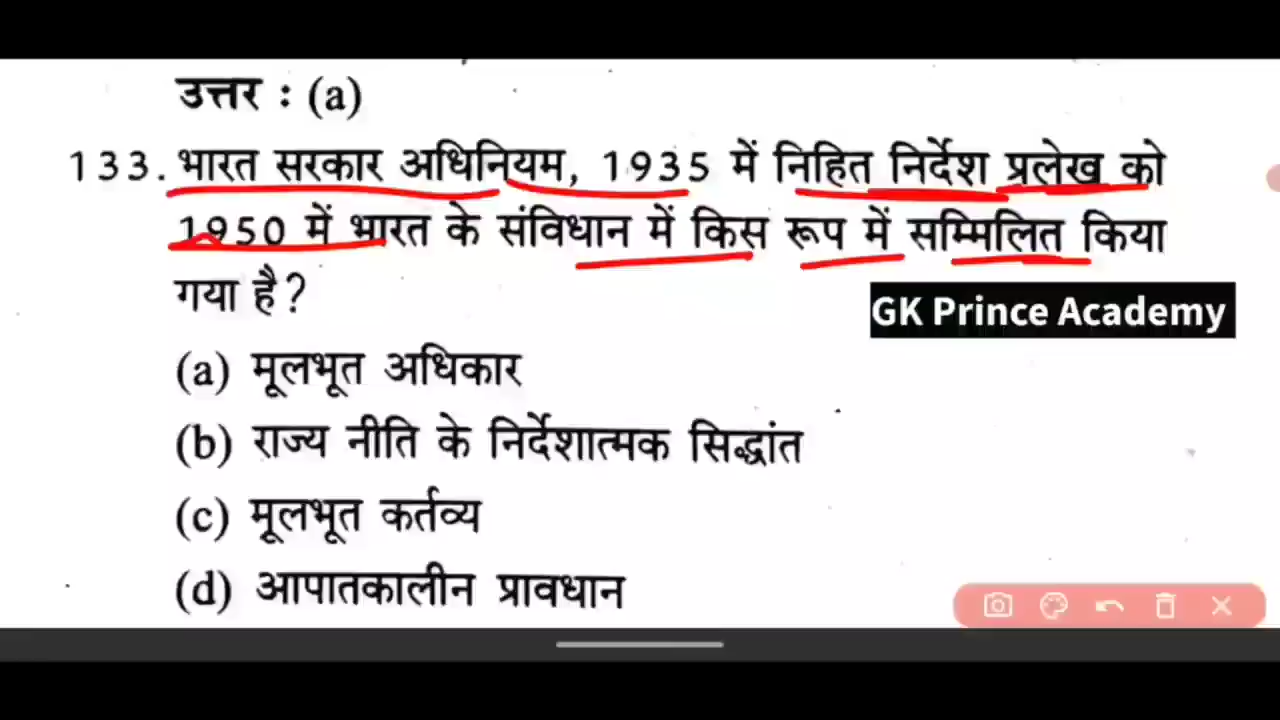 उत्तर : (a)
133. भारत सरकार अधिनियम, 1935 में निहित निर्देश प्रलेख को
1950 में भारत के संविधान में किस रूप में सम्मिलित किया
गया है?
GK Prince Academy
(a) मूलभूत अधिकार
(b) राज्य नीति के निर्देशात्मक सिद्धांत
(c) मूलभूत कर्तव्य
(d) आपातकालीन प्रावधान